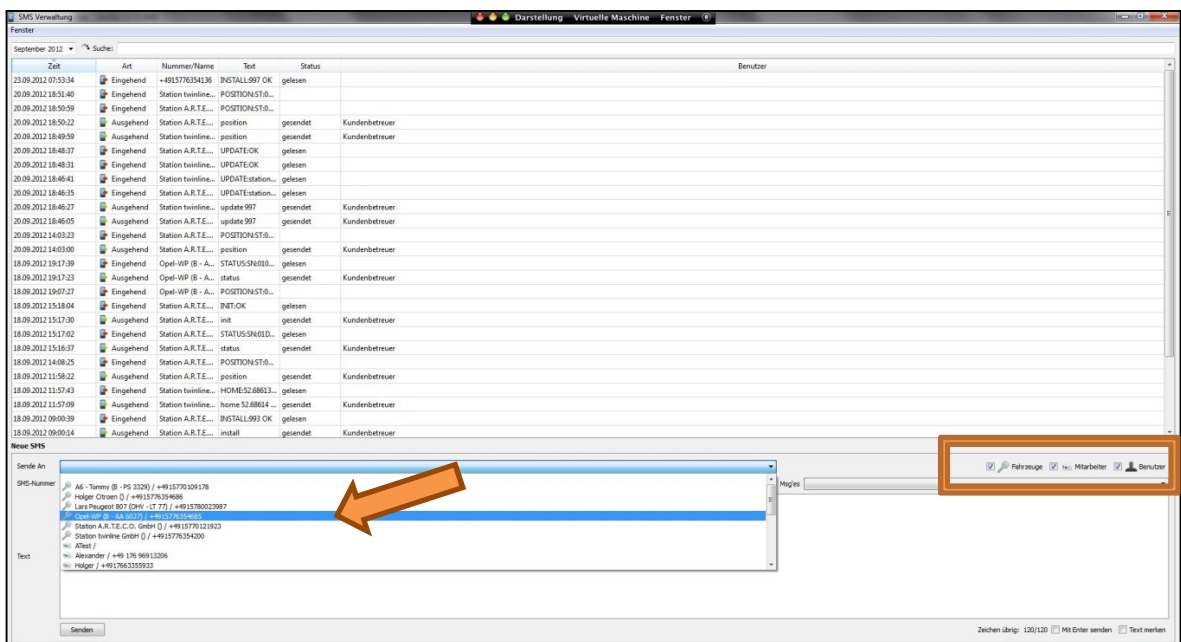 SMS Verwaltung
Darstellung Virtuelle Maschine Fenster
Fenster
September 2012 Suche:
Zeit Art Nummer/Name Text Status Benutzer
23.09.2012 07:53:34 Eingehend +4915776354136 INSTALL:997 OK gelesen
20.09.2012 18:51:40 Eingehend Station twinline... POSITION:ST:0...
20.09.2012 18:50:59 Eingehend Station A.R.T.E.... POSITION:ST:0...
20.09.2012 18:50:22 Ausgehend Station A.R.T.E.... position gesendet Kundenbetreuer
20.09.2012 18:49:59 Ausgehend Station twinline... position gesendet Kundenbetreuer
20.09.2012 18:48:37 Eingehend Station A.R.T.E.... UPDATE:OK gelesen
20.09.2012 18:48:31 Eingehend Station twinline... UPDATE:OK gelesen
20.09.2012 18:46:41 Eingehend Station twinline... UPDATE:station... gelesen
20.09.2012 18:46:35 Eingehend Station A.R.T.E.... UPDATE:station... gelesen
20.09.2012 18:46:27 Ausgehend Station twinline... update 997 gesendet Kundenbetreuer
20.09.2012 18:46:05 Ausgehend Station A.R.T.E.... update 997 gesendet Kundenbetreuer
20.09.2012 14:03:23 Eingehend Station A.R.T.E.... POSITION:ST:0...
20.09.2012 14:03:00 Ausgehend Station A.R.T.E.... position gesendet Kundenbetreuer
18.09.2012 19:17:39 Eingehend Opel-WP (B - A... STATUS:SN:010... gelesen
18.09.2012 19:17:23 Ausgehend Opel-WP (B - A... status gesendet Kundenbetreuer
18.09.2012 19:07:27 Eingehend Opel-WP (B - A... POSITION:ST:0...
18.09.2012 15:18:04 Eingehend Station A.R.T.E.... INIT:OK gelesen
18.09.2012 15:17:30 Ausgehend Station A.R.T.E.... init gesendet Kundenbetreuer
18.09.2012 15:17:02 Eingehend Station A.R.T.E.... STATUS:SN:01D... gelesen
18.09.2012 15:16:37 Ausgehend Station A.R.T.E.... status gesendet Kundenbetreuer
18.09.2012 14:08:25 Eingehend Station A.R.T.E.... POSITION:ST:0...
18.09.2012 11:58:22 Ausgehend Station A.R.T.E.... position gesendet Kundenbetreuer
18.09.2012 11:57:43 Eingehend Station twinline... HOME:52.68613... gelesen
18.09.2012 11:57:09 Ausgehend Station twinline... home 52.68614 ... gesendet Kundenbetreuer
18.09.2012 09:00:39 Eingehend Station A.R.T.E.... INSTALL:993 OK gelesen
18.09.2012 09:00:14 Ausgehend Station A.R.T.E.... install gesendet Kundenbetreuer
Neue SMS
Sende An Fahrzeuge Mitarbeiter Benutzer
SMS-Nummer Msg'es
A6 - Tommy (B - PS 3329) / +4915770109178
Holger Citroen () / +4915776354686
Lars Peugeot 807 (OHV - LT 77) / +4915780023987
Opel-WP (B - AA 6027) / +4915776354685
Station A.R.T.E.C.O. GmbH () / +4915770121923
Station twinline GmbH () / +4915776354200
ATest /
Text
Alexander / +49 176 96913206
Holger / +4917663355933
Senden Zeichen übrig: 120/120 Mit Enter senden Text merken